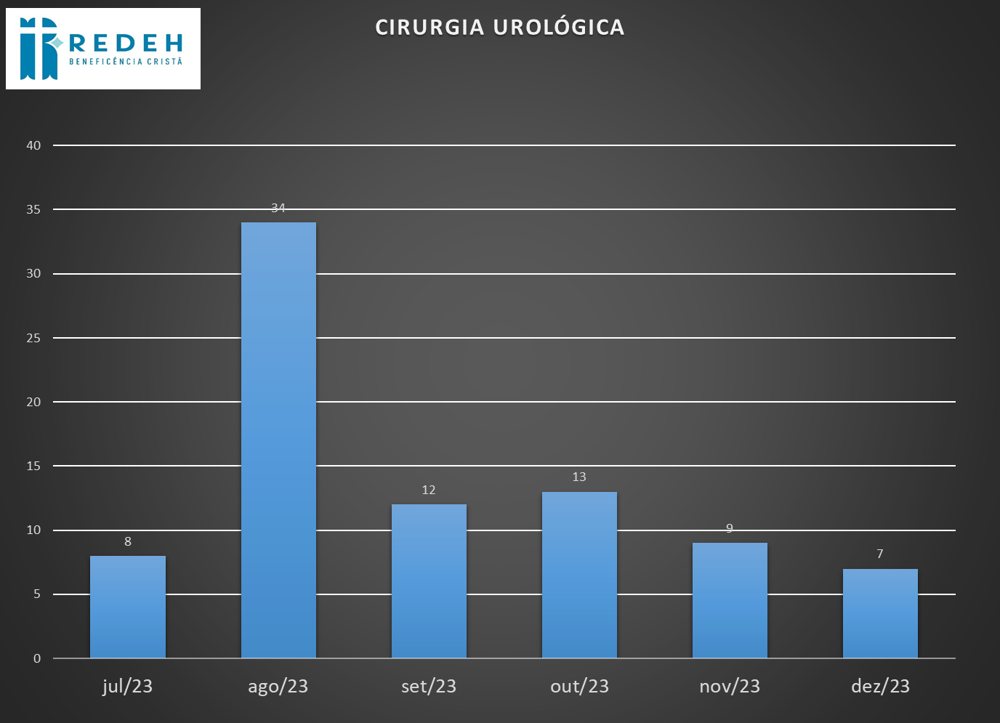 REDEH
BENEFICÊNCIA CRISTÃ
CIRURGIA UROLÓGICA
40
35
30
25
20
15
10
5
0
8
34
12
13
9
7
jul/23
ago/23
set/23
out/23
nov/23
dez/23